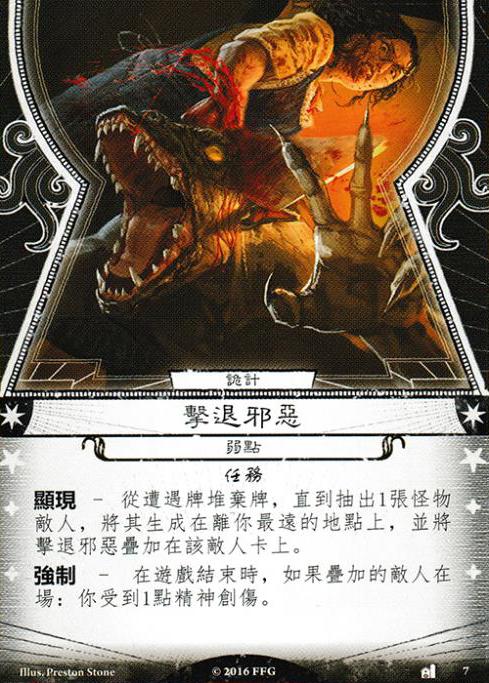 詭計
擊退邪惡
弱點
任務
顯現 – 從遭遇牌堆棄牌，直到抽出1張怪物
敵人，將其生成在離你最遠的地點上，並將
擊退邪惡疊加在該敵人卡上。
強制 – 在遊戲結束時，如果疊加的敵人在
場：你受到1點精神創傷。
Illus. Preston Stone © 2016 FFG 7